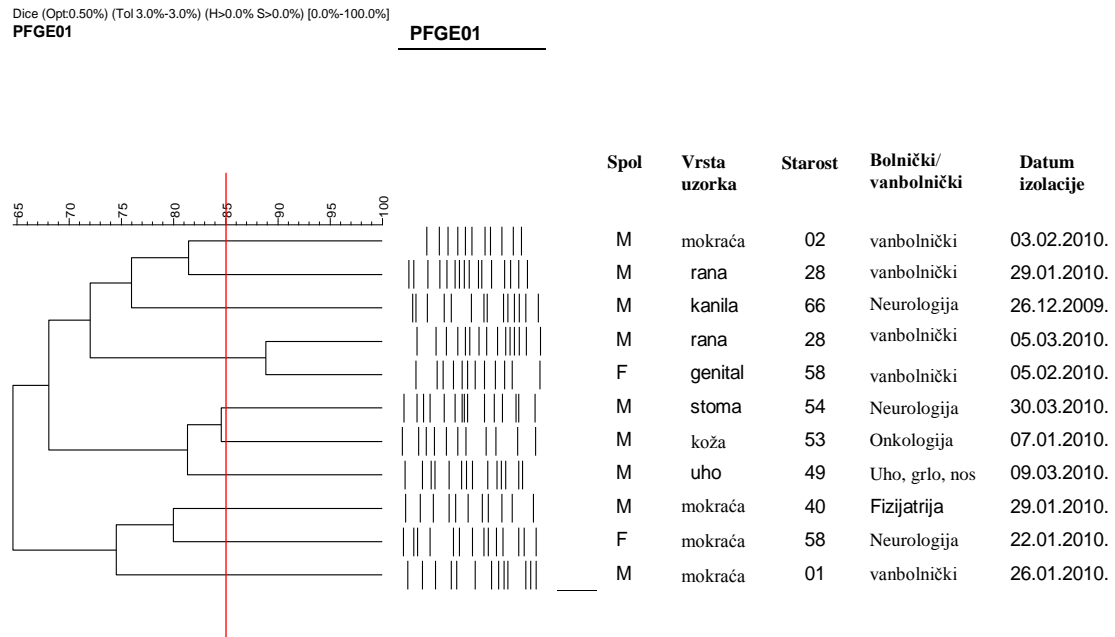 Dice (Opt:0.50%) (Tol 3.0%-3.0%) (H>0.0% S>0.0%) [0.0%-100.0%]
PFGE01 PFGE01
Spol Vrsta uzorka Starost Bolnički/ vanbolnički Datum izolacije
65 70 75 80 85 90 95 100
M mokraća 02 vanbolnički 03.02.2010.
M rana 28 vanbolnički 29.01.2010.
M kanila 66 Neurologija 26.12.2009.
M rana 28 vanbolnički 05.03.2010.
F genital 58 vanbolnički 05.02.2010.
M stoma 54 Neurologija 30.03.2010.
M koža 53 Onkologija 07.01.2010.
M uho 49 Uho, grlo, nos 09.03.2010.
M mokraća 40 Fizijatrija 29.01.2010.
F mokraća 58 Neurologija 22.01.2010.
M mokraća 01 vanbolnički 26.01.2010.